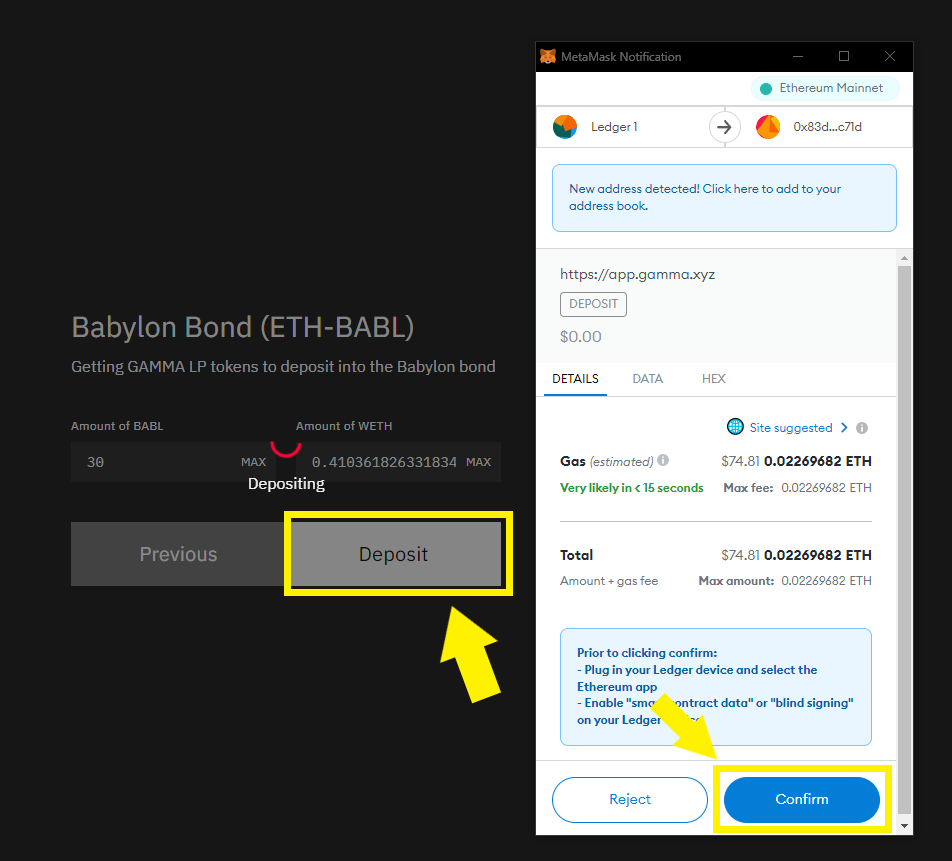 MetaMask Notification
Ethereum Mainnet
Ledger 1
0x83d...c71d
New address detected! Click here to add to your
address book.
https://app.gamma.xyz
DEPOSIT
$0.00
DETAILS DATA HEX
Site suggested
Gas (estimated) $74.81 0.02269682 ETH
Very likely in < 15 seconds Max fee: 0.02269682 ETH
Total $74.81 0.02269682 ETH
Amount + gas fee Max amount: 0.02269682 ETH
Prior to clicking confirm:
- Plug in your Ledger device and select the
Ethereum app
- Enable "sma contract data" or "blind signing"
on your Ledger
Reject Confirm
Babylon Bond (ETH-BABL)
Getting GAMMA LP tokens to deposit into the Babylon bond
Amount of BABL Amount of WETH
30 MAX 0.410361826331834 MAX
Depositing
Previous Deposit